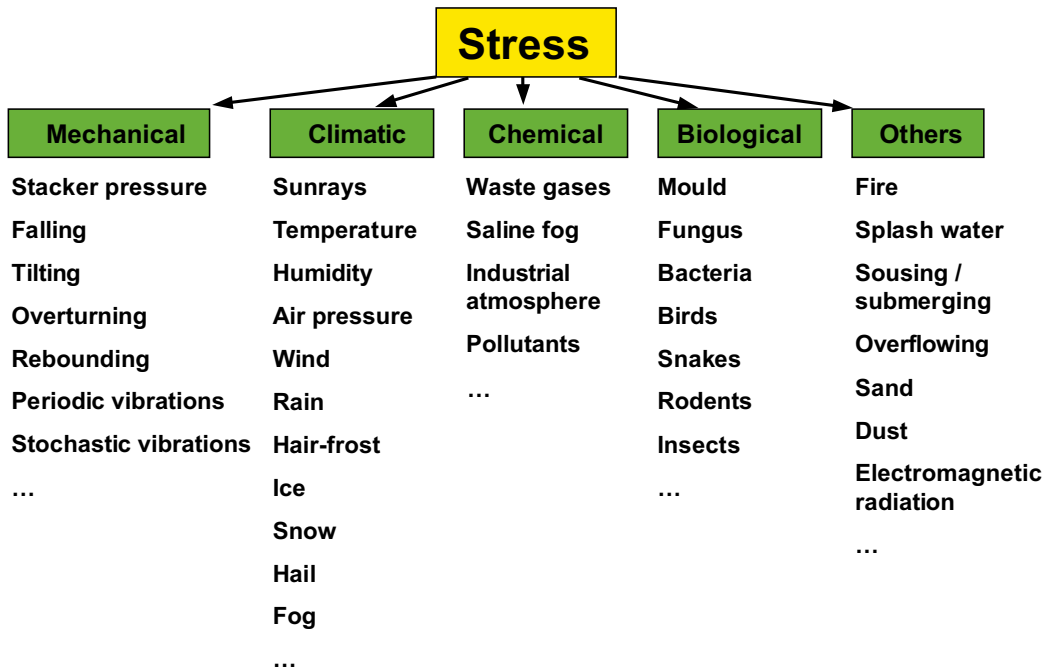 Stress
Mechanical
Stacker pressure
Falling
Tilting
Overturning
Rebounding
Periodic vibrations
Stochastic vibrations
…
Climatic
Sunrays
Temperature
Humidity
Air pressure
Wind
Rain
Hair-frost
Ice
Snow
Hail
Fog
…
Chemical
Waste gases
Saline fog
Industrial
atmosphere
Pollutants
…
Biological
Mould
Fungus
Bacteria
Birds
Snakes
Rodents
Insects
…
Others
Fire
Splash water
Sousing /
submerging
Overflowing
Sand
Dust
Electromagnetic
radiation
…